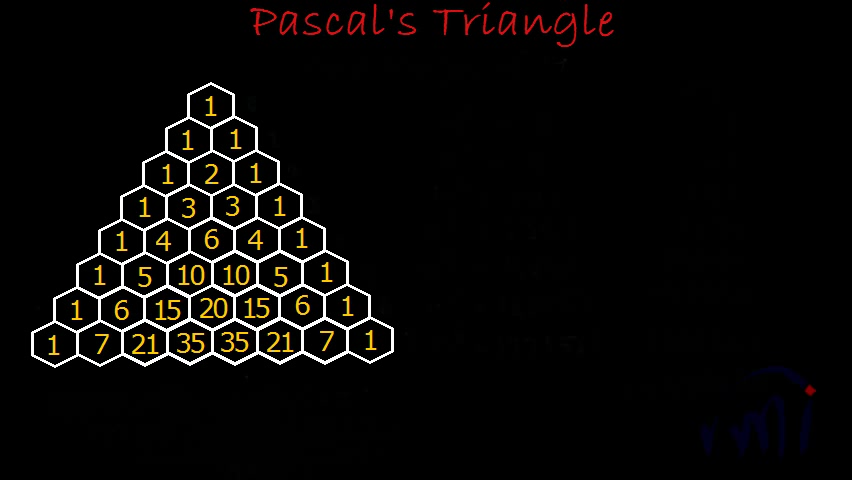 Pascal's Triangle
1
1 1
1 2 1
1 3 3 1
1 4 6 4 1
1 5 10 10 5 1
1 6 15 20 15 6 1
1 7 21 35 35 21 7 1
rmi